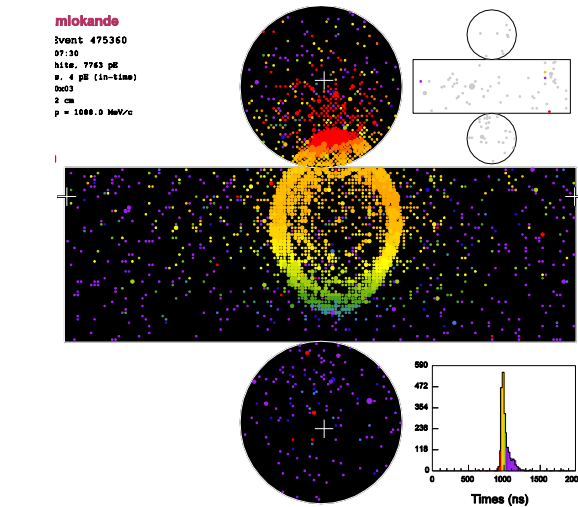 miokande
Event 475360
07:30
hits, 7763 pE
s, 4 pE (in-time)
0x03
2 cm
p = 1088.0 MeV/c
590
472
354
236
118
0
0 500 1000 1500 200
Times (ns)